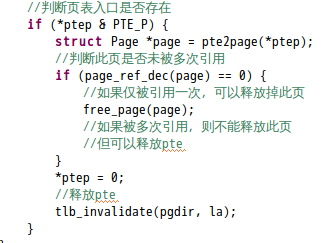 //判断页表入口是否存在
if (*ptep & PTE_P) {
struct Page *page = pte2page(*ptep);
//判断此页是否未被多次引用
if (page_ref_dec(page) == 0) {
//如果仅被引用一次, 可以释放掉此页
free_page(page);
//如果被多次引用, 则不能释放此页
//但可以释放pte
}
*ptep = 0;
//释放pte
tlb_invalidate(pgdir, la);
}